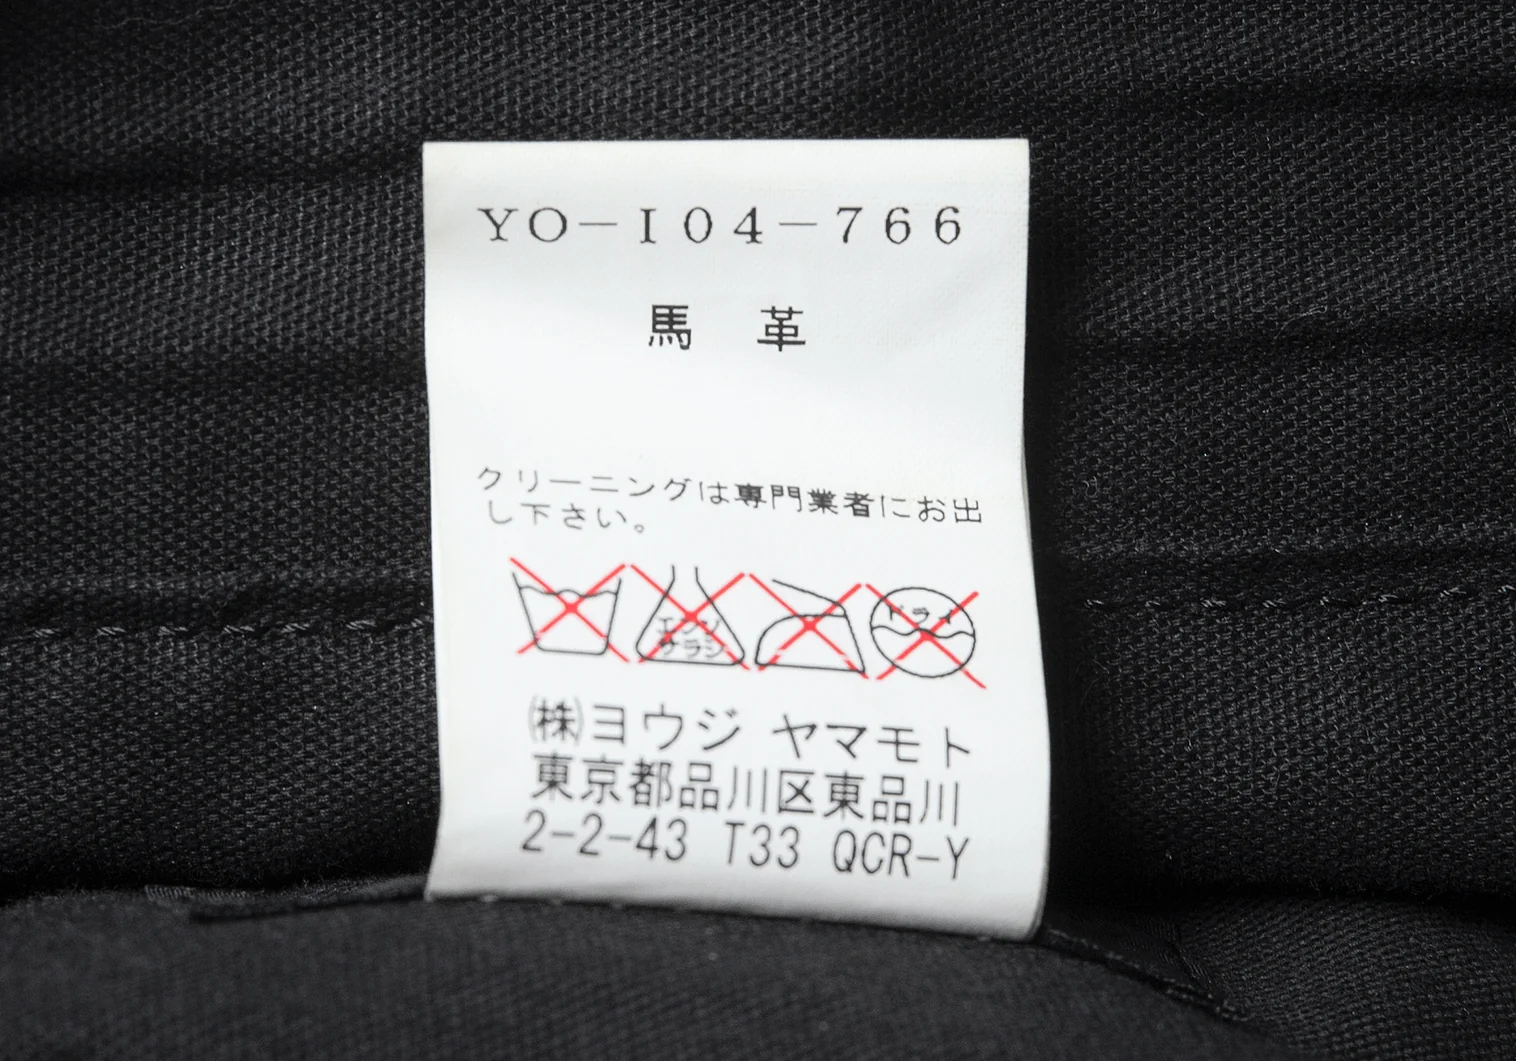 YO-I04-766
馬 革
クリーニングは専門業者にお出
し下さい。
エンソ
サラシ
ドライ
㈱ヨウジ ヤマモト
東京都品川区東品川
2-2-43 T33 QCR-Y